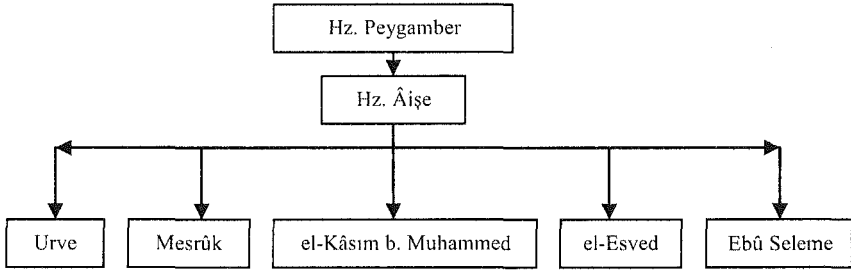 Hz. Peygamber
Hz. Âişe
Urve
Mesrûk
el-Kâsım b. Muhammed
el-Esved
Ebû Seleme